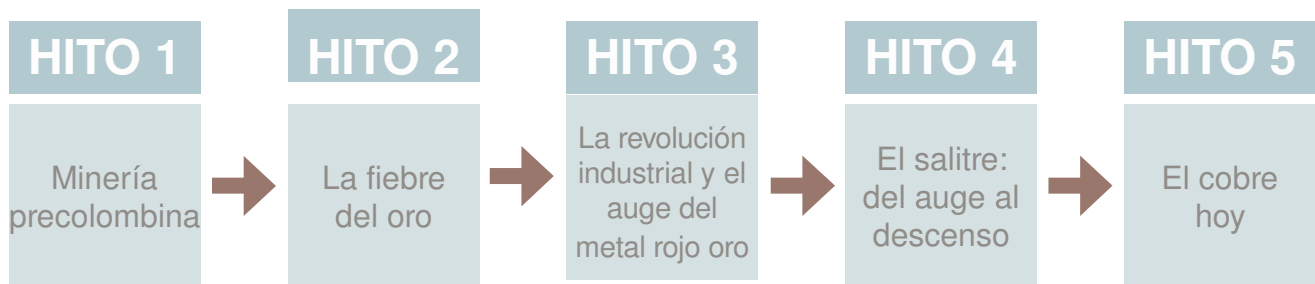 HITO 1
Minería
precolombina
HITO 2
La fiebre
del oro
HITO 3
La revolución
industrial y el
auge del
metal rojo oro
HITO 4
El salitre:
del auge al
descenso
HITO 5
El cobre
hoy